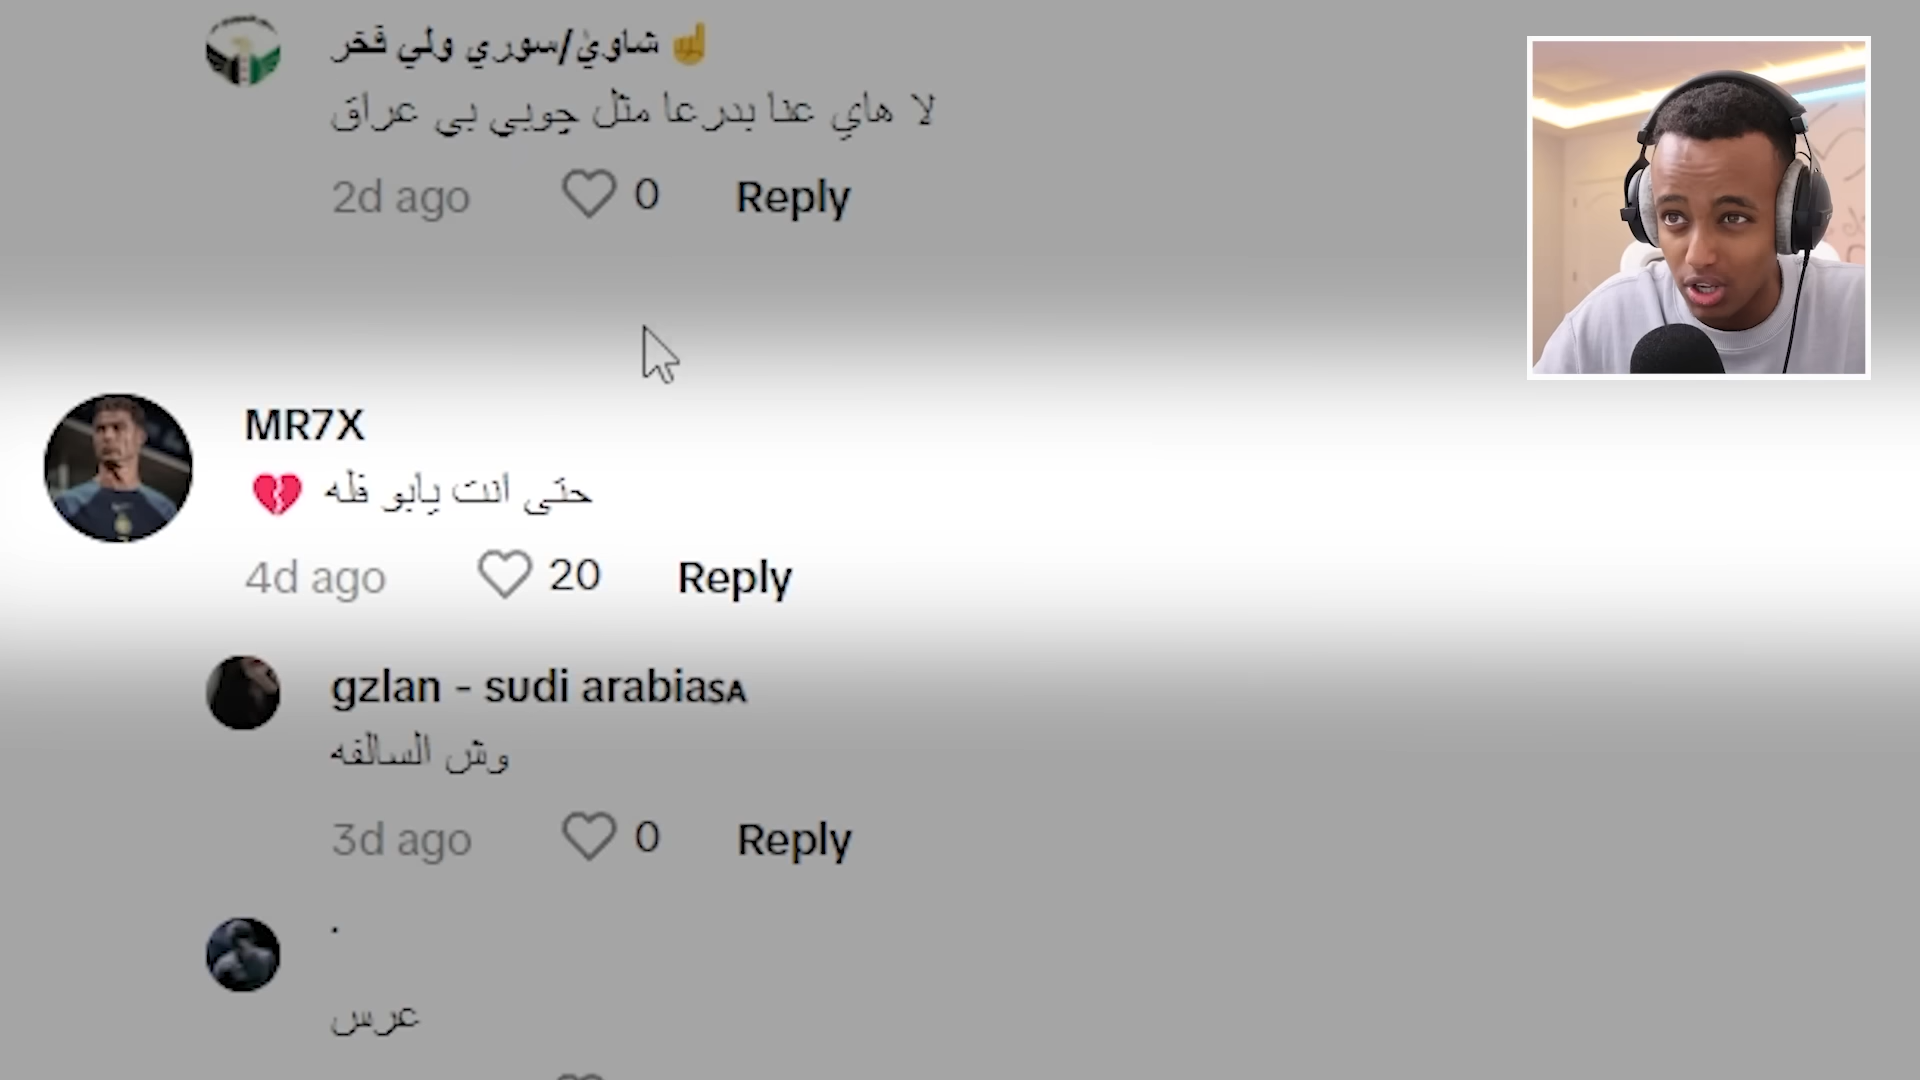 شاوي/سوري ولي فخر ☝️
لا هاي عنا بدرعا مثل جوبي بي عراق
2d ago 0 Reply
MR7X
حتى انت يابو فله 💔
4d ago 20 Reply
gzlan - sudi arabiaSA
وش السالفه
3d ago 0 Reply
.
عرس